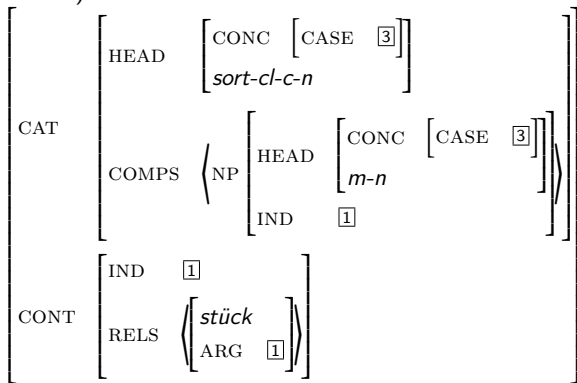 HEAD [CONC [CASE 3]
sort-cl-c-n]
CAT
COMPS ⟨NP [HEAD [CONC [CASE 3]
m-n]
IND 1]⟩
IND 1
CONT
RELS ⟨[stück
ARG 1]⟩